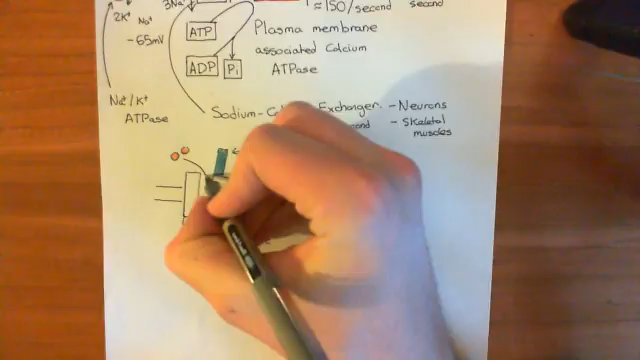 3Na⁺
≈150/second
second
2K⁺
Na⁺
-65mV
ATP
Plasma membrane
associated Calcium
ADP
Pi
ATPase
Na⁺/K⁺
ATPase
Sodium-Ca
Exchanger
- Neurons
- Skeletal
muscles